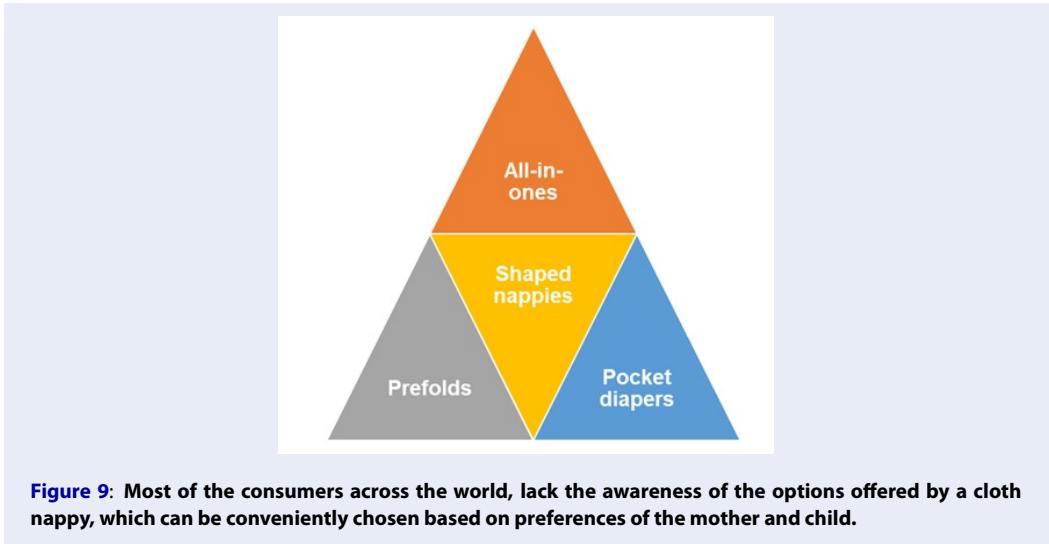 All-in-
ones
Shaped
nappies
Prefolds
Pocket
diapers
Figure 9: Most of the consumers across the world, lack the awareness of the options offered by a cloth
nappy, which can be conveniently chosen based on preferences of the mother and child.